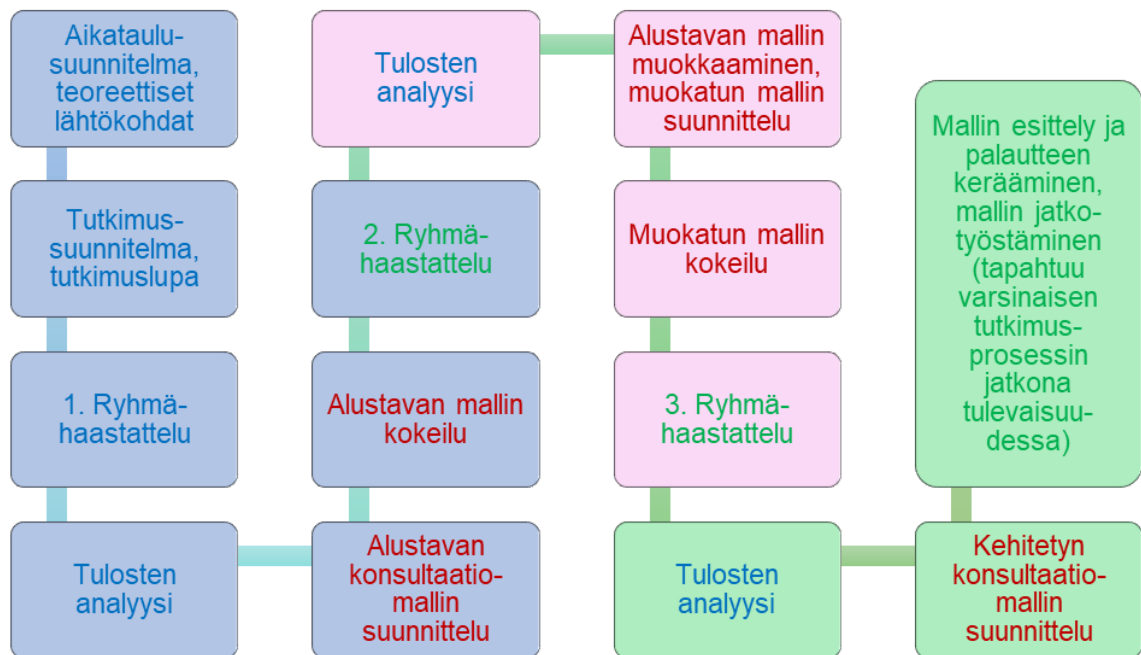 Aikataulu-
suunnitelma,
teoreettiset
lähtökohdat
Tutkimus-
suunnitelma,
tutkimuslupa
1. Ryhmä-
haastattelu
Tulosten
analyysi
Alustavan
konsultaatio-
mallin
suunnittelu
Alustavan mallin
kokeilu
2. Ryhmä-
haastattelu
Tulosten
analyysi
Alustavan mallin
muokkaaminen,
muokatun mallin
suunnittelu
Muokatun mallin
kokeilu
3. Ryhmä-
haastattelu
Tulosten
analyysi
Kehitetyn
konsultaatio-
mallin
suunnittelu
Mallin esittely ja
palautteen
kerääminen,
mallin jatko-
työstäminen
(tapahtuu
varsinaisen
tutkimus-
prosessin
jatkona
tulevaisuu-
dessa)